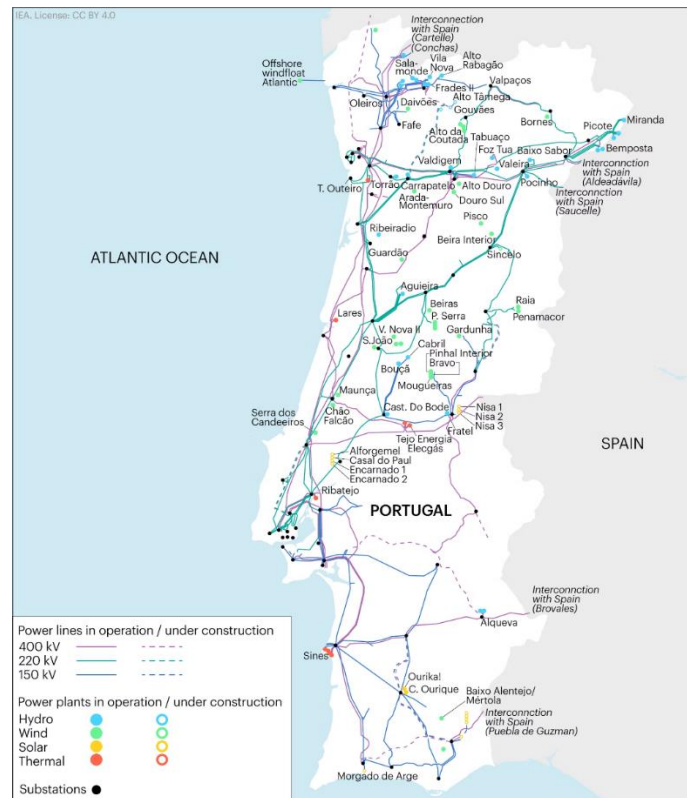 IEA. License: CC BY 4.0
Interconnection
with Spain
(Cartelle)
(Conchas)
Offshore
windfloat
Atlantic
Sala-
monde
Vila
Nova
Alto
Rabagão
Oleiros
Daivões
Frades II
Fafe
Alto Tâmega
Gouvães
Valpaços
Alto da
Coutada
Tabuaço
Bornes
Foz Tua
Baixo Sabor
Picote
Miranda
Bemposta
Valdigem
Valeira
Interconnction
with Spain
(Aldeadávila)
T. Outeiro
Torrão
Carrapatelo
Alto Douro
Pocinho
Interconnction
with Spain
(Saucelle)
Arada-
Montemuro
Douro Sul
Ribeiradio
Pisco
Guardão
Beira Interior
Sincelo
ATLANTIC OCEAN
Aguieira
Lares
Beiras
P. Serra
Raia
Penamacor
V. Nova II
Gardunha
S.João
Cabril
Pinhal Interior
Bravo
Bouçã
Mougueiras
Maunça
Chão
Falcão
Cast. Do Bode
Nisa 1
Nisa 2
Nisa 3
Fratel
Serra dos
Candeeiros
Tejo Energia
Elecgás
SPAIN
Alforgemel
Casal do Paul
Encarnado 1
Encarnado 2
Ribatejo
PORTUGAL
Interconnction
with Spain
(Brovales)
Alqueva
Sines
Ourika!
C. Ourique
Baixo Alentejo/
Mértola
Interconnction
with Spain
(Puebla de Guzman)
Morgado de Arge
Power lines in operation / under construction
400 kV
220 kV
150 kV
Power plants in operation / under construction
Hydro
Wind
Solar
Thermal
Substations